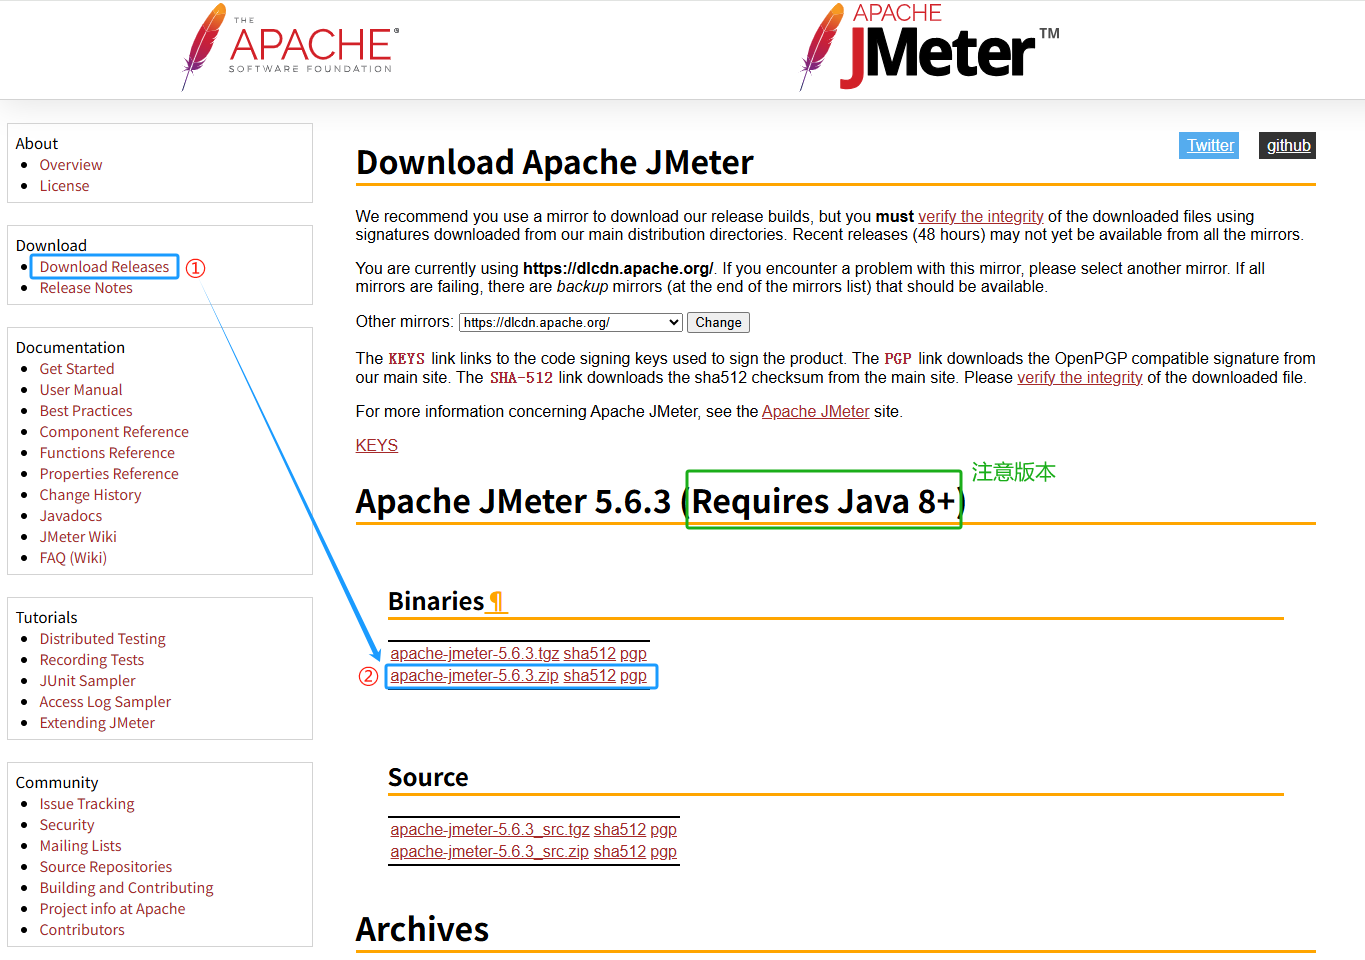 THE
APACHE®
SOFTWARE FOUNDATION
APACHE
JMeter™
About
Overview
License
Download
Download Releases ①
Release Notes
Documentation
Get Started
User Manual
Best Practices
Component Reference
Functions Reference
Properties Reference
Change History
Javadocs
JMeter Wiki
FAQ (Wiki)
Tutorials
Distributed Testing
Recording Tests
JUnit Sampler
Access Log Sampler
Extending JMeter
Community
Issue Tracking
Security
Mailing Lists
Source Repositories
Building and Contributing
Project info at Apache
Contributors
Twitter github
Download Apache JMeter
We recommend you use a mirror to download our release builds, but you must verify the integrity of the downloaded files using
signatures downloaded from our main distribution directories. Recent releases (48 hours) may not yet be available from all the mirrors.
You are currently using https://dlcdn.apache.org/. If you encounter a problem with this mirror, please select another mirror. If all
mirrors are failing, there are backup mirrors (at the end of the mirrors list) that should be available.
Other mirrors: https://dlcdn.apache.org/ Change
The KEYS link links to the code signing keys used to sign the product. The PGP link downloads the OpenPGP compatible signature from
our main site. The SHA-512 link downloads the sha512 checksum from the main site. Please verify the integrity of the downloaded file.
For more information concerning Apache JMeter, see the Apache JMeter site.
KEYS
注意版本
Apache JMeter 5.6.3 (Requires Java 8+)
Binaries ¶
apache-jmeter-5.6.3.tgz sha512 pgp
② apache-jmeter-5.6.3.zip sha512 pgp
Source
apache-jmeter-5.6.3_src.tgz sha512 pgp
apache-jmeter-5.6.3_src.zip sha512 pgp
Archives